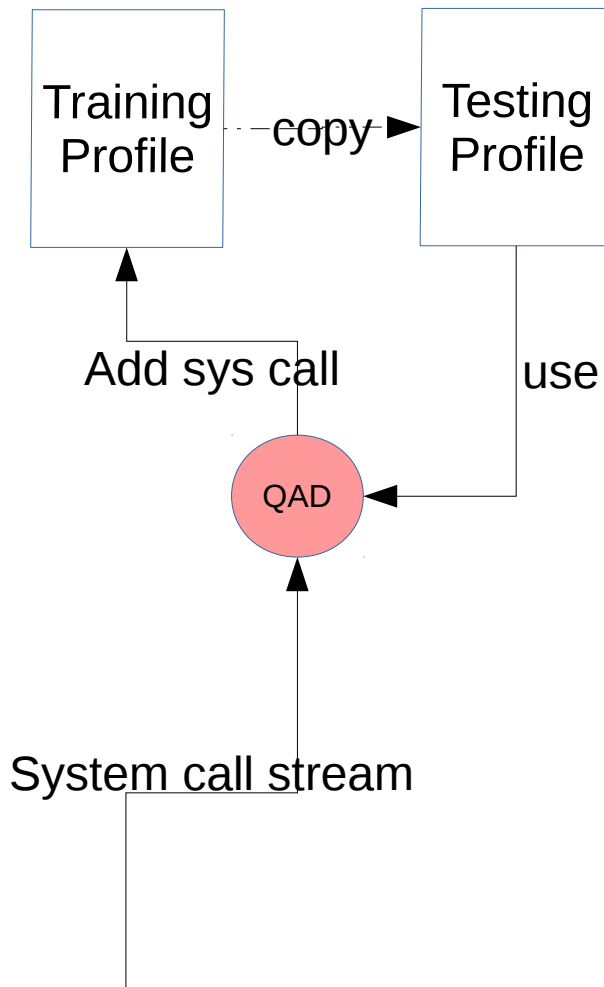 Training
Profile
copy
Testing
Profile
Add sys call
use
QAD
System call stream